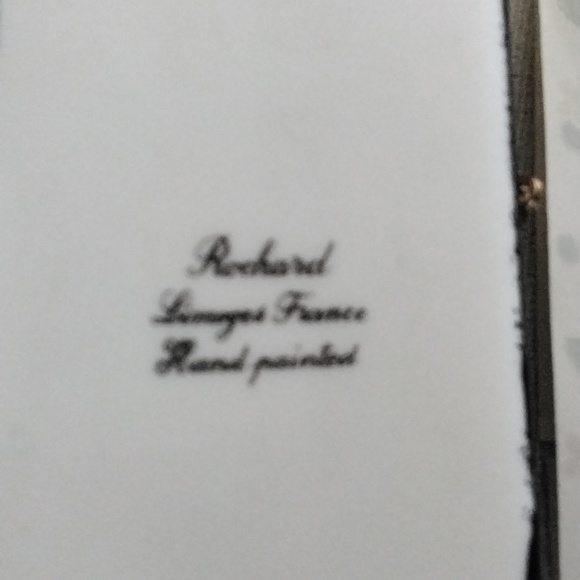 Rochard
Limoges France
Hand painted